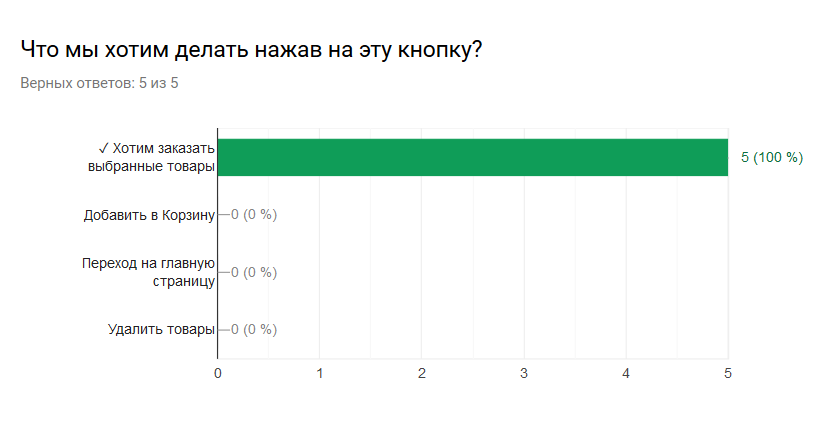 Что мы хотим делать нажав на эту кнопку?
Верных ответов: 5 из 5
✓ Хотим заказать
выбранные товары
5 (100 %)
Добавить в Корзину
0 (0 %)
Переход на главную
страницу
0 (0 %)
Удалить товары
0 (0 %)
0 1 2 3 4 5